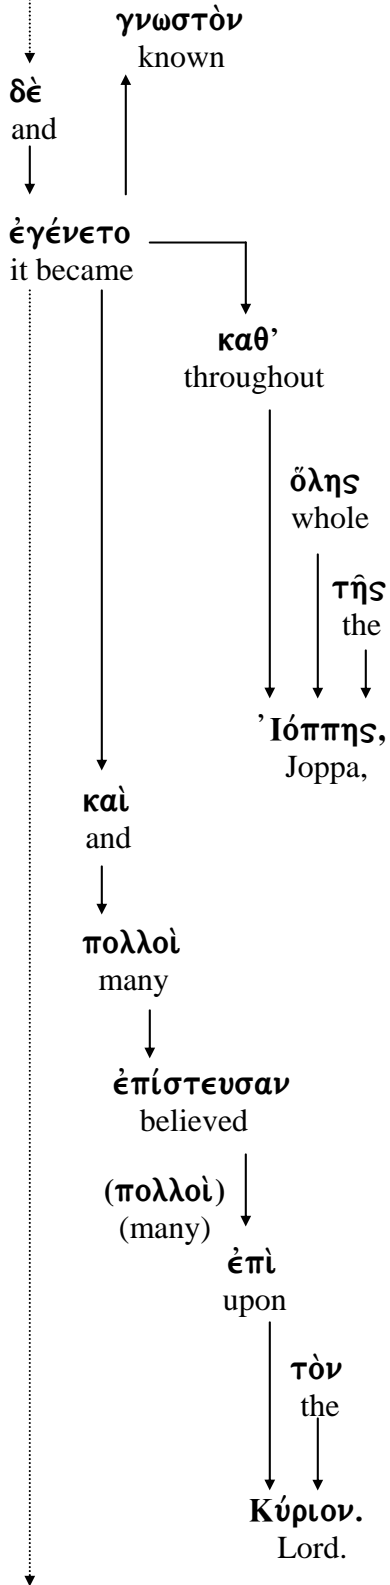 γνωστὸν
known
δὲ
and
ἐγένετο
it became
καθ’
throughout
ὅλης
whole
τῆς
the
Ἰόππης,
Joppa,
καὶ
and
πολλοὶ
many
ἐπίστευσαν
believed
(πολλοὶ)
(many)
ἐπὶ
upon
τὸν
the
Κύριον.
Lord.